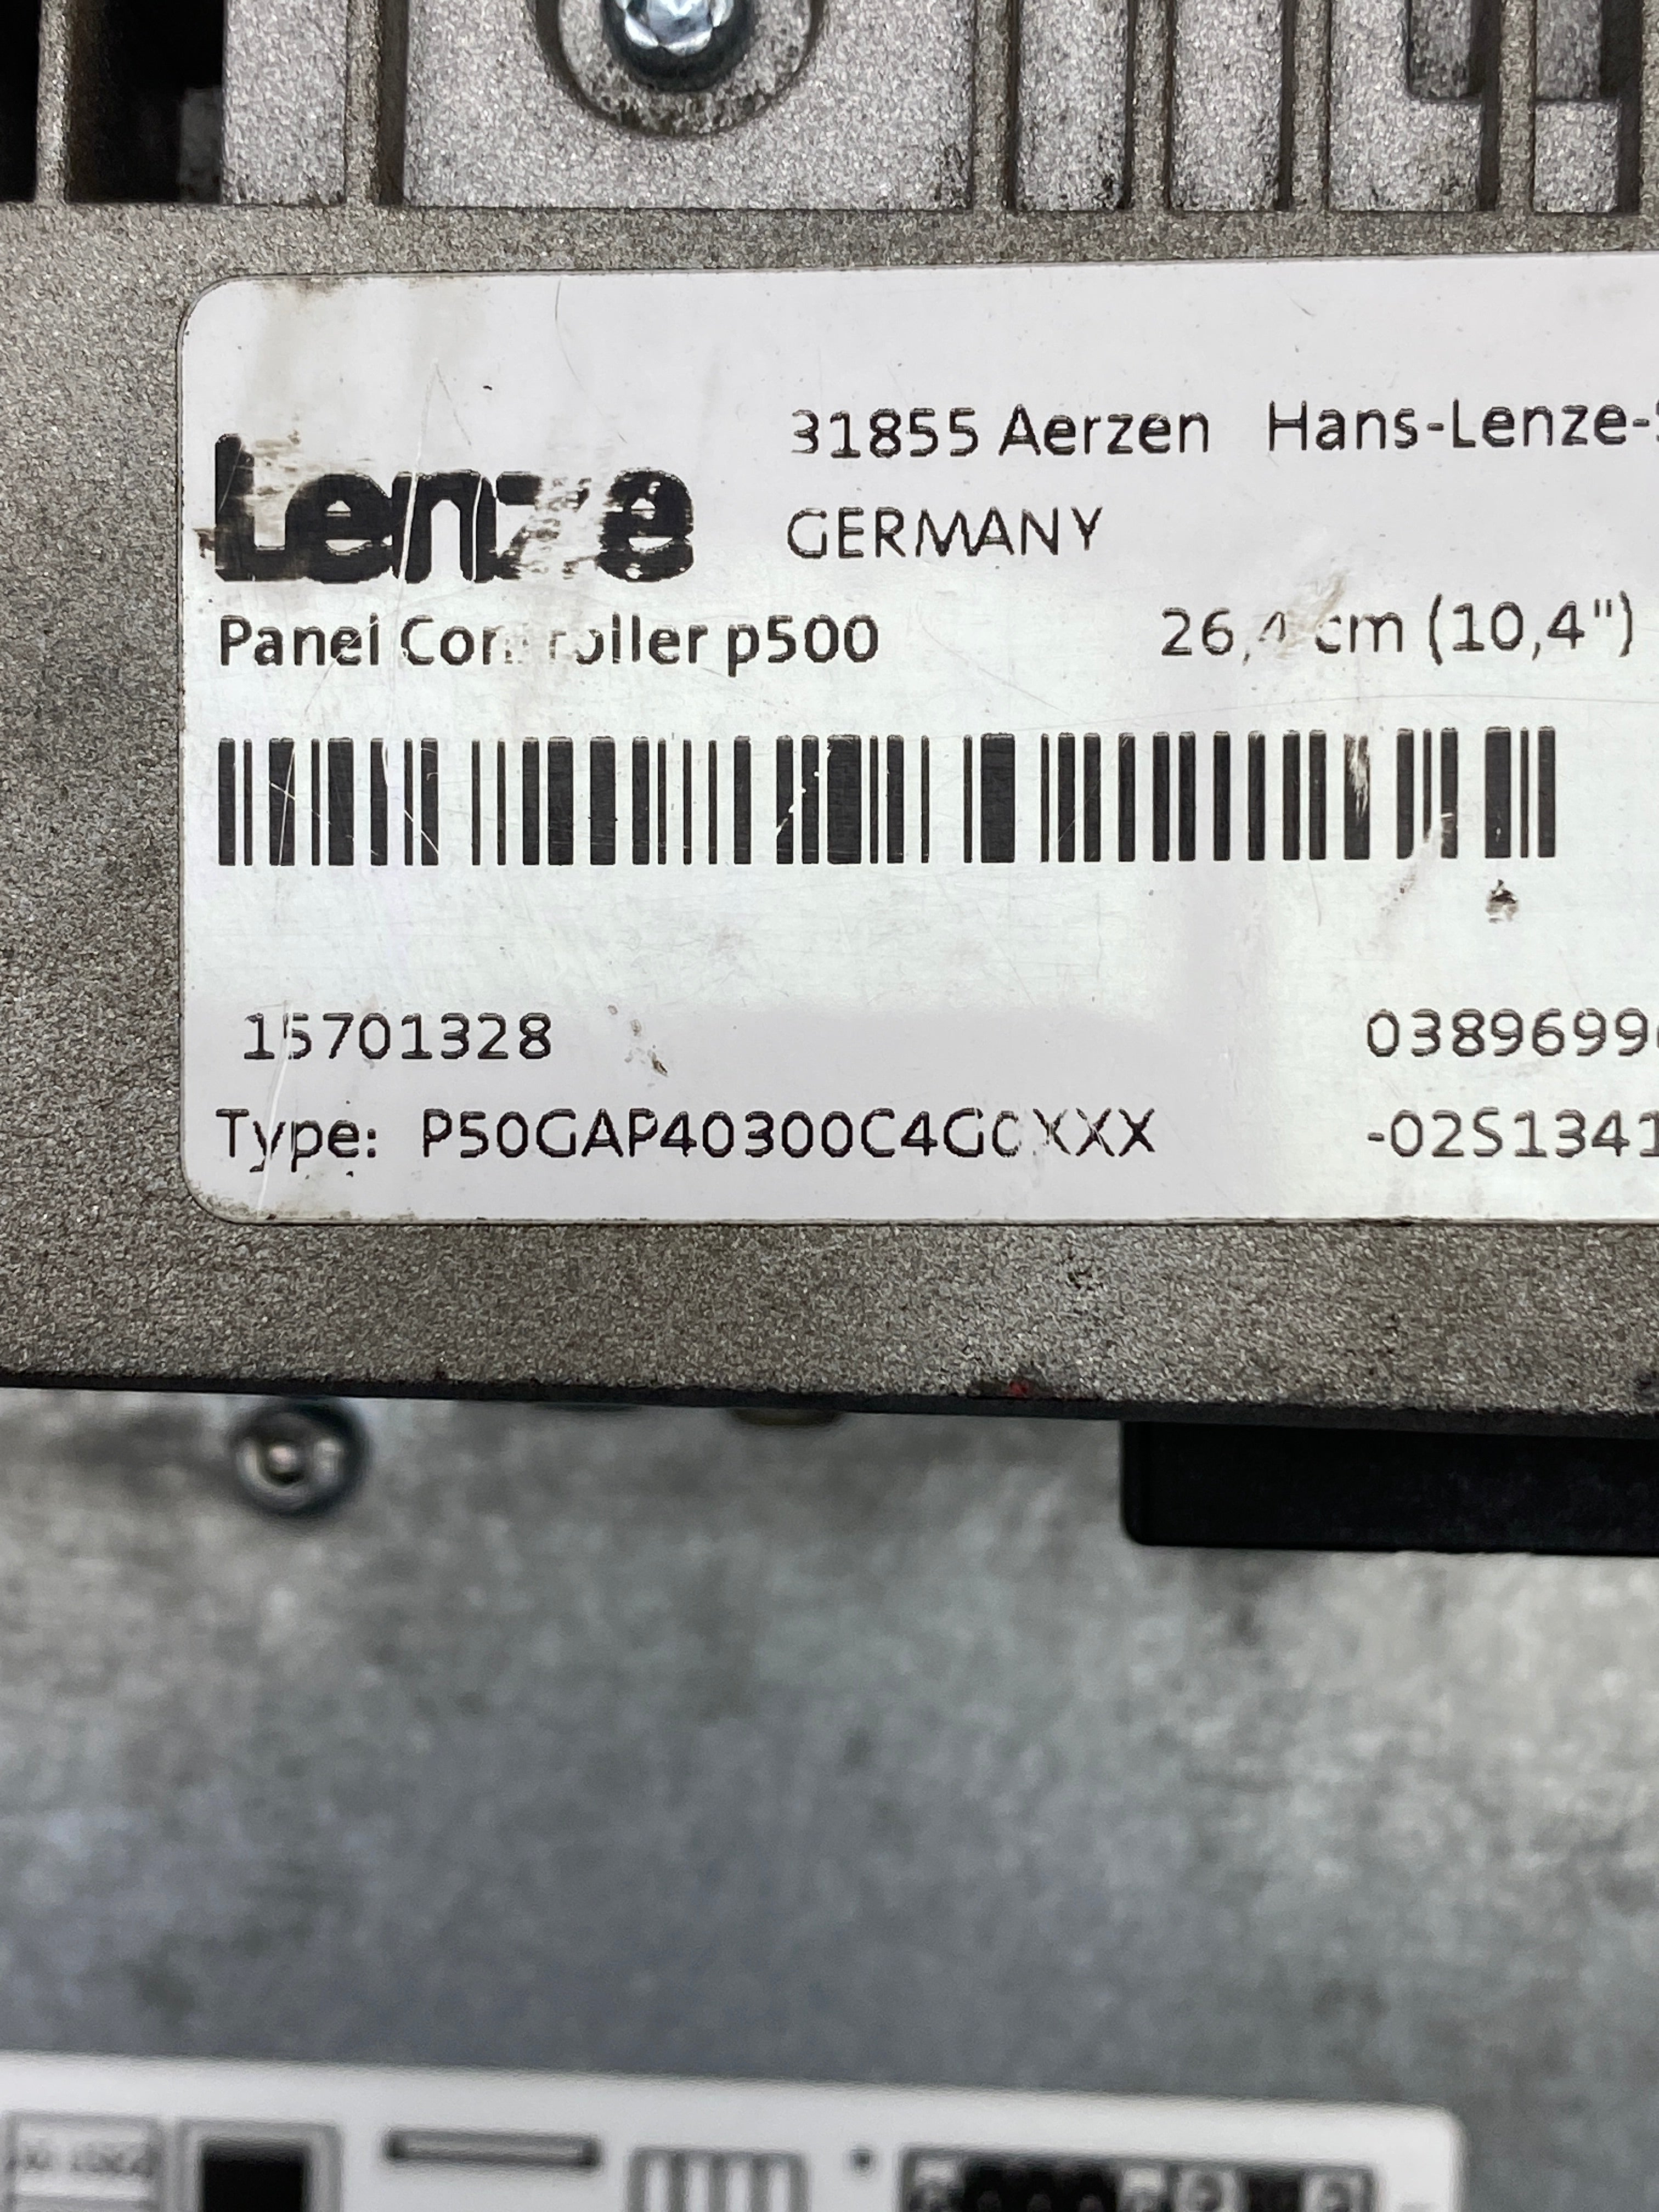 Lenze
31855 Aerzen Hans-Lenze-
GERMANY
Panel Controller p500
26,4 cm (10,4")
15701328
0389699
Type: P50GAP40300C4G0XXX
-02S1341